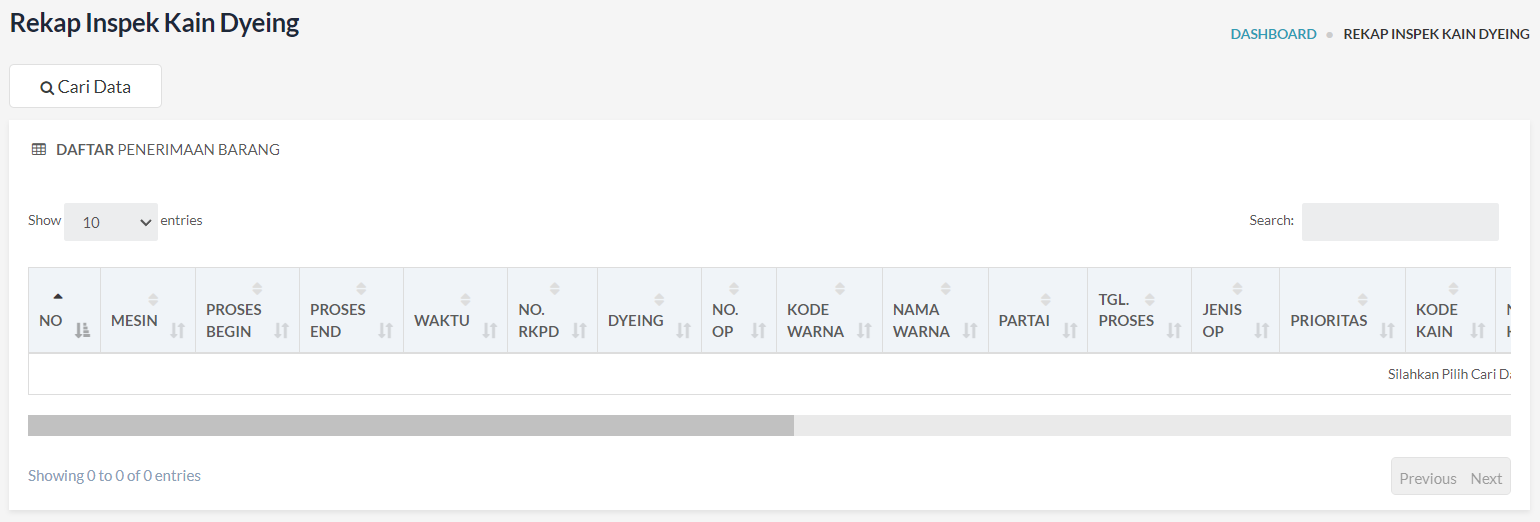 Rekap Inspek Kain Dyeing
DASHBOARD
REKAP INSPEK KAIN DYEING
Cari Data
DAFTAR PENERIMAAN BARANG
Show 10 entries
Search:
NO
MESIN
PROSES
BEGIN
PROSES
END
WAKTU
NO.
RKPD
DYEING
NO.
OP
KODE
WARNA
NAMA
WARNA
PARTAI
TGL.
PROSES
JENIS
OP
PRIORITAS
KODE
KAIN
Silahkan Pilih Cari
Showing 0 to 0 of 0 entries
Previous
Next